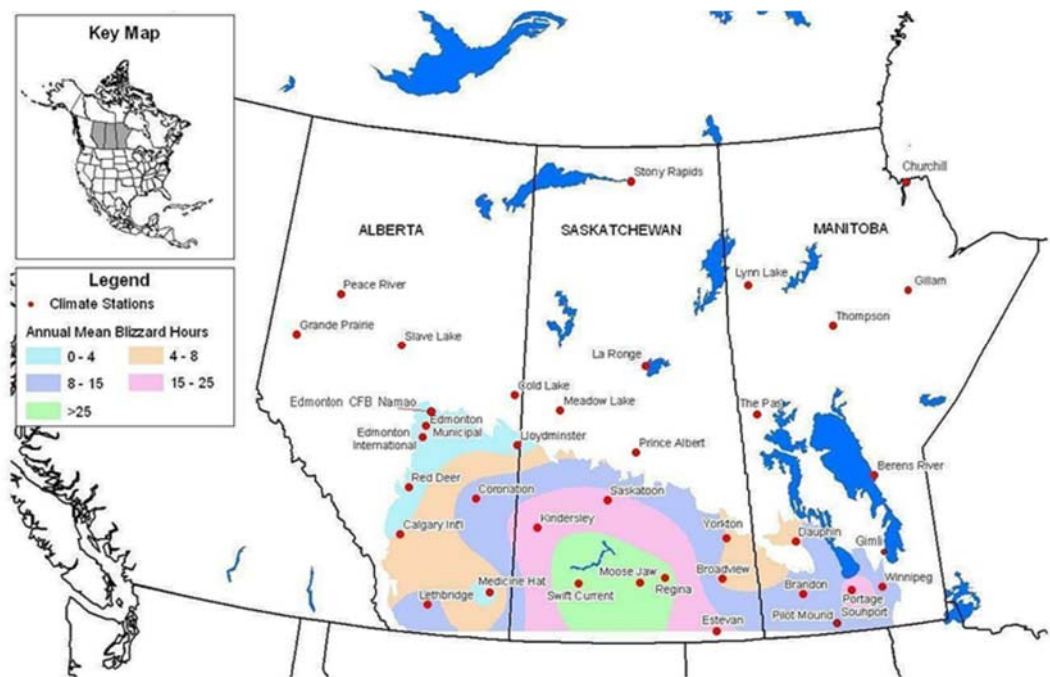 Key Map
Legend
Climate Stations
Annual Mean Blizzard Hours
0 - 4
4 - 8
8 - 15
15 - 25
>25
ALBERTA
SASKATCHEWAN
MANITOBA
Stony Rapids
Churchill
Peace River
Lynn Lake
Gillam
Grande Prairie
Slave Lake
Thompson
La Ronge
Cold Lake
Meadow Lake
The Pas
Edmonton CFB Namao
Edmonton
Municipal
Edmonton
International
Lloydminster
Prince Albert
Berens River
Red Deer
Coronation
Saskatoon
Calgary Int'l
Kindersley
Yorkton
Dauphin
Gimli
Medicine Hat
Moose Jaw
Broadview
Brandon
Winnipeg
Lethbridge
Swift Current
Regina
Portage
Souhport
Estevan
Pilot Mound